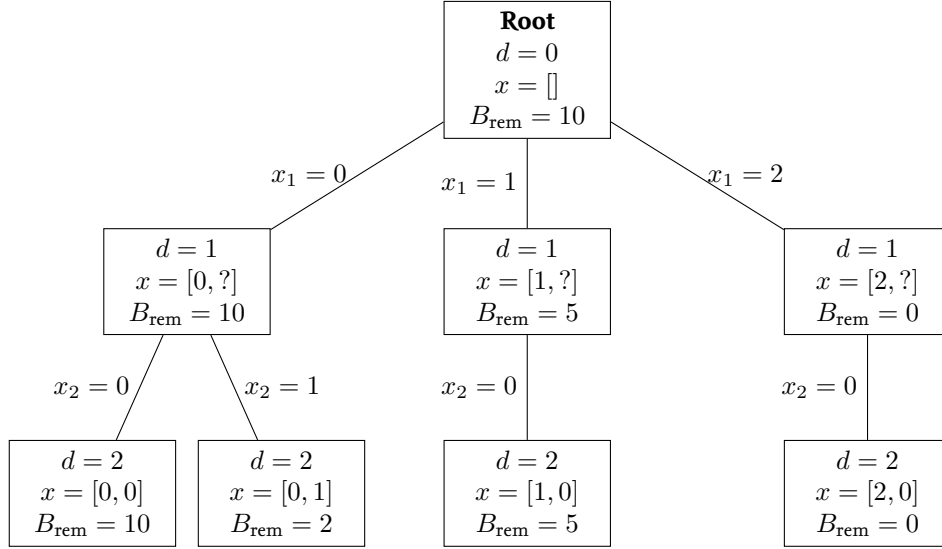 Root
d = 0
x = []
B_rem = 10
x_1 = 0
x_1 = 1
x_1 = 2
d = 1
x = [0, ?]
B_rem = 10
d = 1
x = [1, ?]
B_rem = 5
d = 1
x = [2, ?]
B_rem = 0
x_2 = 0
x_2 = 1
x_2 = 0
x_2 = 0
d = 2
x = [0, 0]
B_rem = 10
d = 2
x = [0, 1]
B_rem = 2
d = 2
x = [1, 0]
B_rem = 5
d = 2
x = [2, 0]
B_rem = 0